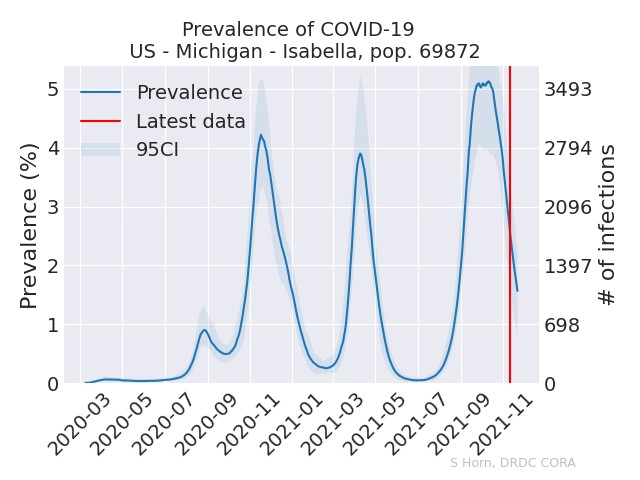 Prevalence of COVID-19
US - Michigan - Isabella, pop. 69872
Prevalence
Latest data
95CI
Prevalence (%)
5
4
3
2
1
0
3493
2794
2096
1397
698
0
# of infections
2020-03
2020-05
2020-07
2020-09
2020-11
2021-01
2021-03
2021-05
2021-07
2021-09
2021-11
S Horn, DRDC CORA